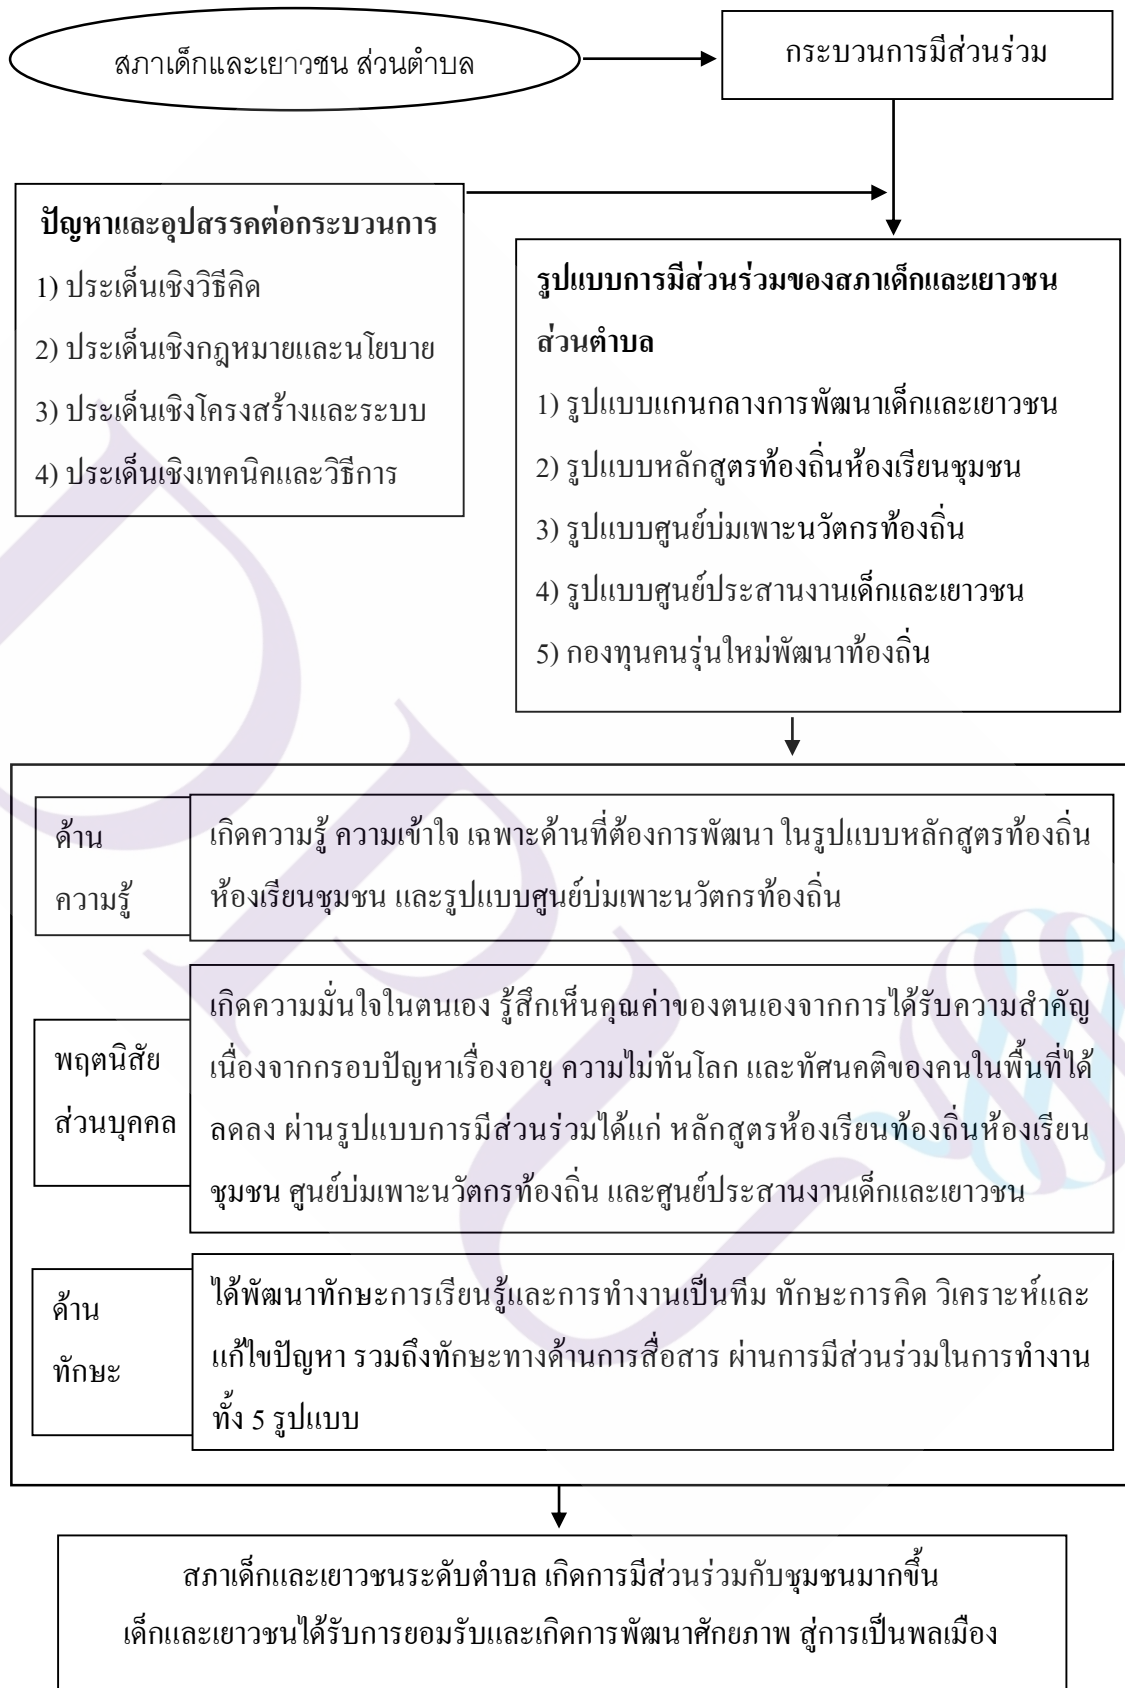 สภาเด็กและเยาวชน ส่วนตำบล
กระบวนการมีส่วนร่วม
ปัญหาและอุปสรรคต่อกระบวนการ
1) ประเด็นเชิงวิธีคิด
2) ประเด็นเชิงกฎหมายและนโยบาย
3) ประเด็นเชิงโครงสร้างและระบบ
4) ประเด็นเชิงเทคนิคและวิธีการ
รูปแบบการมีส่วนร่วมของสภาเด็กและเยาวชน
ส่วนตำบล
1) รูปแบบแกนกลางการพัฒนาเด็กและเยาวชน
2) รูปแบบหลักสูตรท้องถิ่นห้องเรียนชุมชน
3) รูปแบบศูนย์บ่มเพาะนวัตกรท้องถิ่น
4) รูปแบบศูนย์ประสานงานเด็กและเยาวชน
5) กองทุนคนรุ่นใหม่พัฒนาท้องถิ่น
ด้าน
ความรู้
เกิดความรู้ ความเข้าใจ เฉพาะด้านที่ต้องการพัฒนา ในรูปแบบหลักสูตรท้องถิ่น
ห้องเรียนชุมชน และรูปแบบศูนย์บ่มเพาะนวัตกรท้องถิ่น
พฤตนิสัย
ส่วนบุคคล
เกิดความมั่นใจในตนเอง รู้สึกเห็นคุณค่าของตนเองจากการได้รับความสำคัญ
เนื่องจากกรอบปัญหาเรื่องอายุ ความไม่ทันโลก และทัศนคติของคนในพื้นที่ได้
ลดลง ผ่านรูปแบบการมีส่วนร่วมได้แก่ หลักสูตรห้องเรียนท้องถิ่นห้องเรียน
ชุมชน ศูนย์บ่มเพาะนวัตกรท้องถิ่น และศูนย์ประสานงานเด็กและเยาวชน
ด้าน
ทักษะ
ได้พัฒนาทักษะการเรียนรู้และการทำงานเป็นทีม ทักษะการคิด วิเคราะห์และ
แก้ไขปัญหา รวมถึงทักษะทางด้านการสื่อสาร ผ่านการมีส่วนร่วมในการทำงาน
ทั้ง 5 รูปแบบ
สภาเด็กและเยาวชนระดับตำบล เกิดการมีส่วนร่วมกับชุมชนมากขึ้น
เด็กและเยาวชนได้รับการยอมรับและเกิดการพัฒนาศักยภาพ สู่การเป็นพลเมือง
DPU